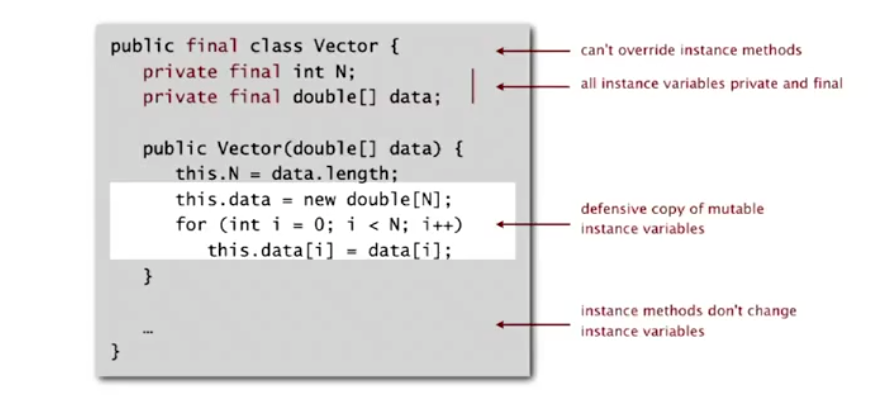 public final class Vector {
can't override instance methods
private final int N;
private final double[] data;
all instance variables private and final
public Vector(double[] data) {
this.N = data.length;
this.data = new double[N];
for (int i = 0; i < N; i++)
this.data[i] = data[i];
defensive copy of mutable
instance variables
}
…
instance methods don't change
instance variables
}